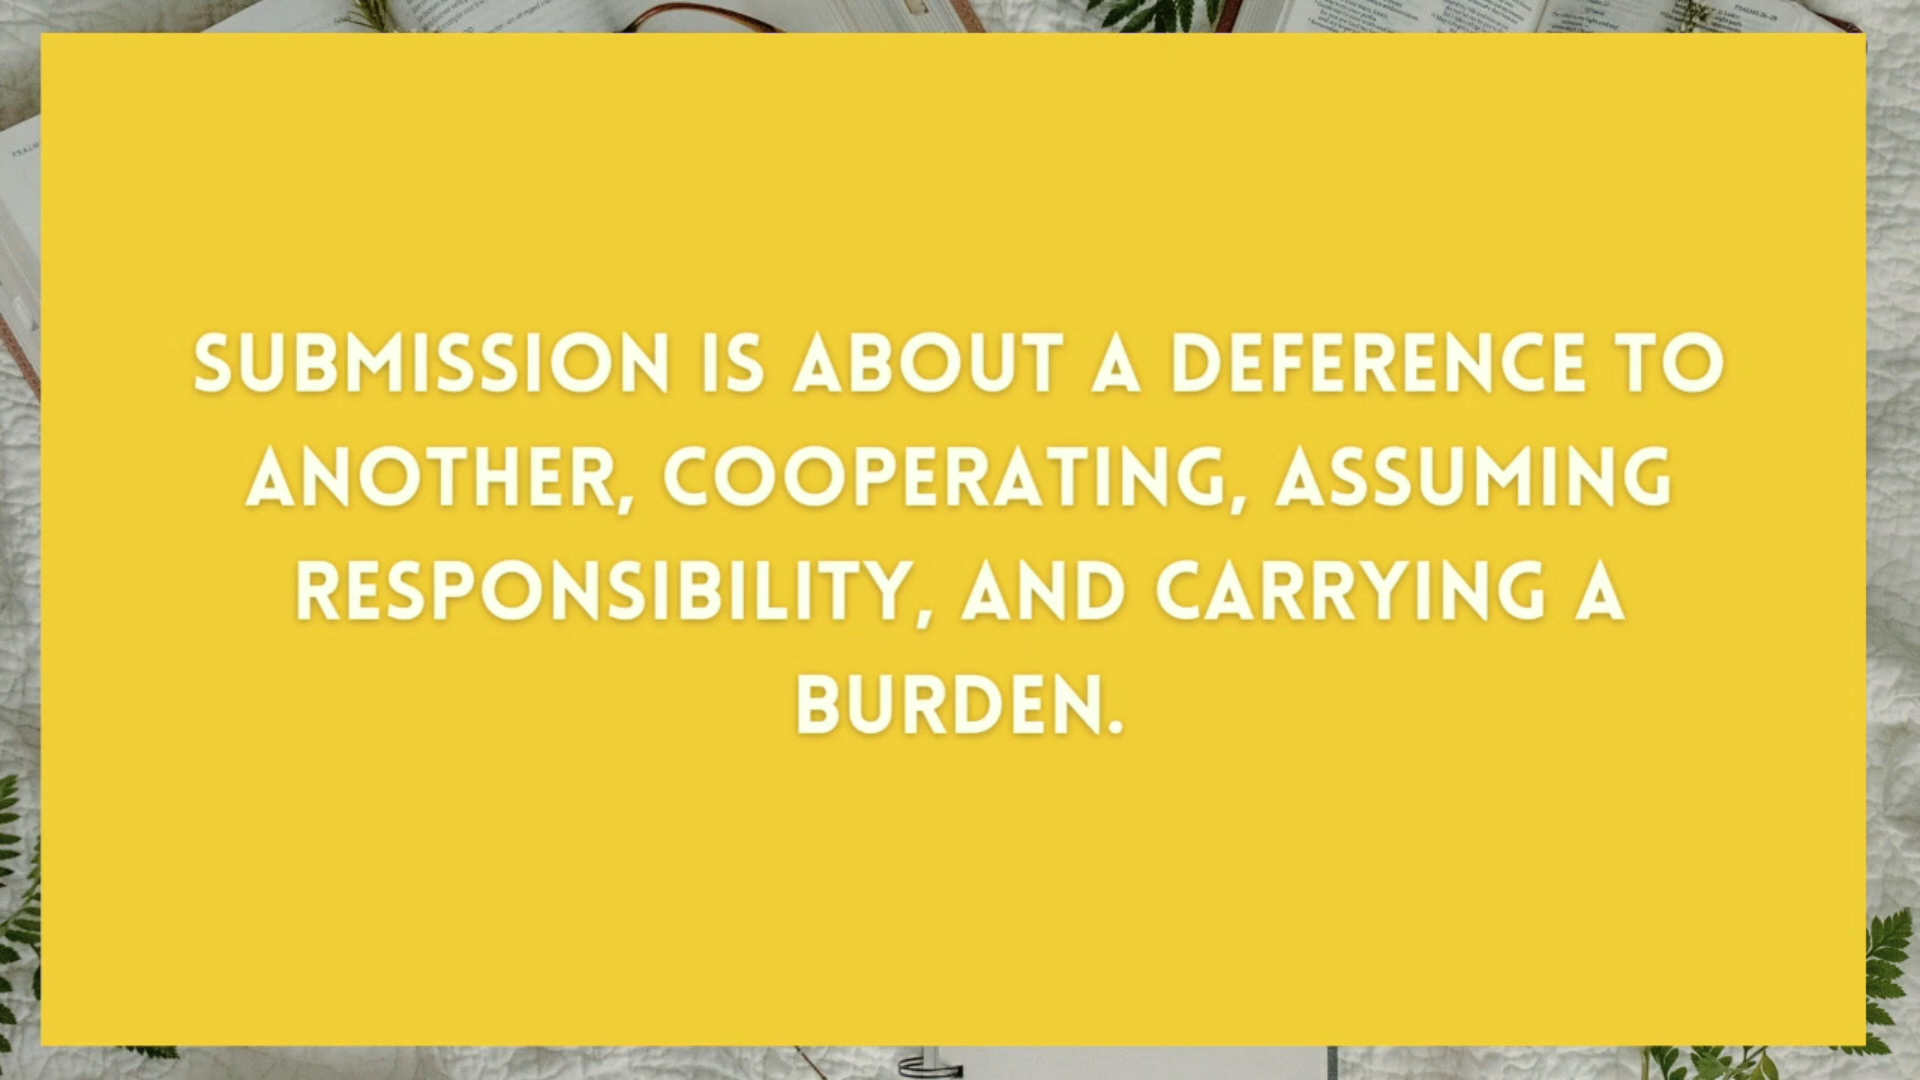 SUBMISSION IS ABOUT A DEFERENCE TO
ANOTHER, COOPERATING, ASSUMING
RESPONSIBILITY, AND CARRYING A
BURDEN.